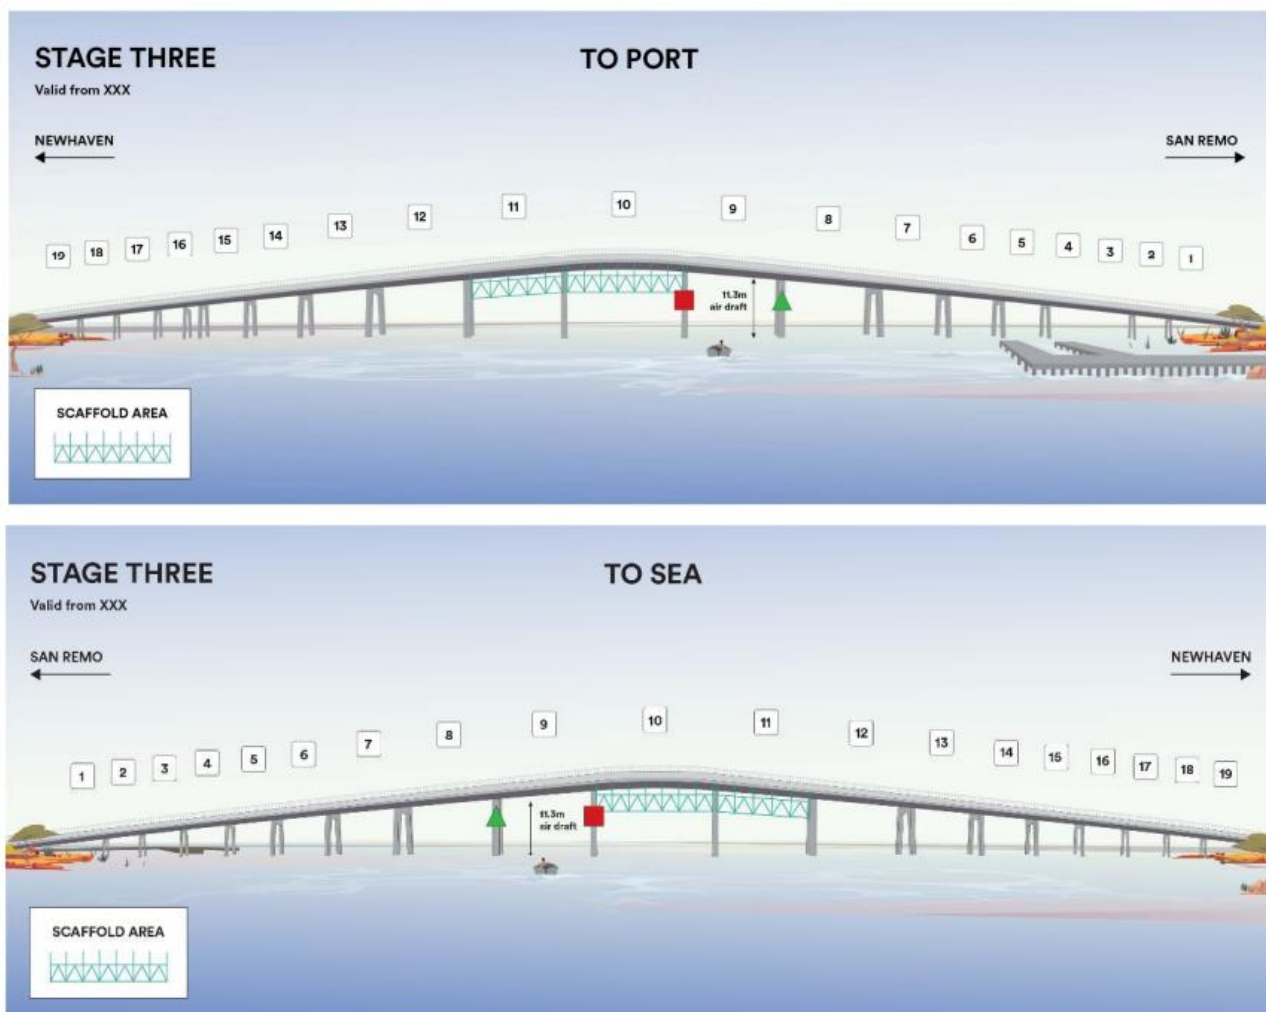 STAGE THREE
TO PORT
Valid from XXX
NEWHAVEN
SAN REMO
19 18 17 16 15 14 13 12 11 10 9 8 7 6 5 4 3 2 1
11.3m
air draft
SCAFFOLD AREA
STAGE THREE
TO SEA
Valid from XXX
SAN REMO
NEWHAVEN
1 2 3 4 5 6 7 8 9 10 11 12 13 14 15 16 17 18 19
11.3m
air draft
SCAFFOLD AREA